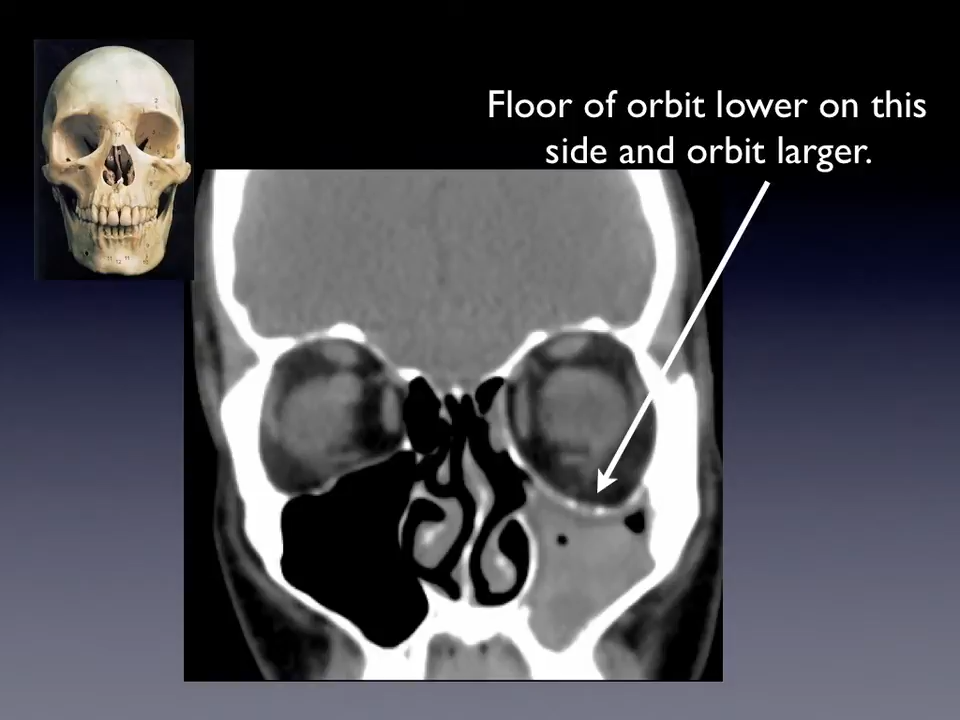 Floor of orbit lower on this
side and orbit larger.